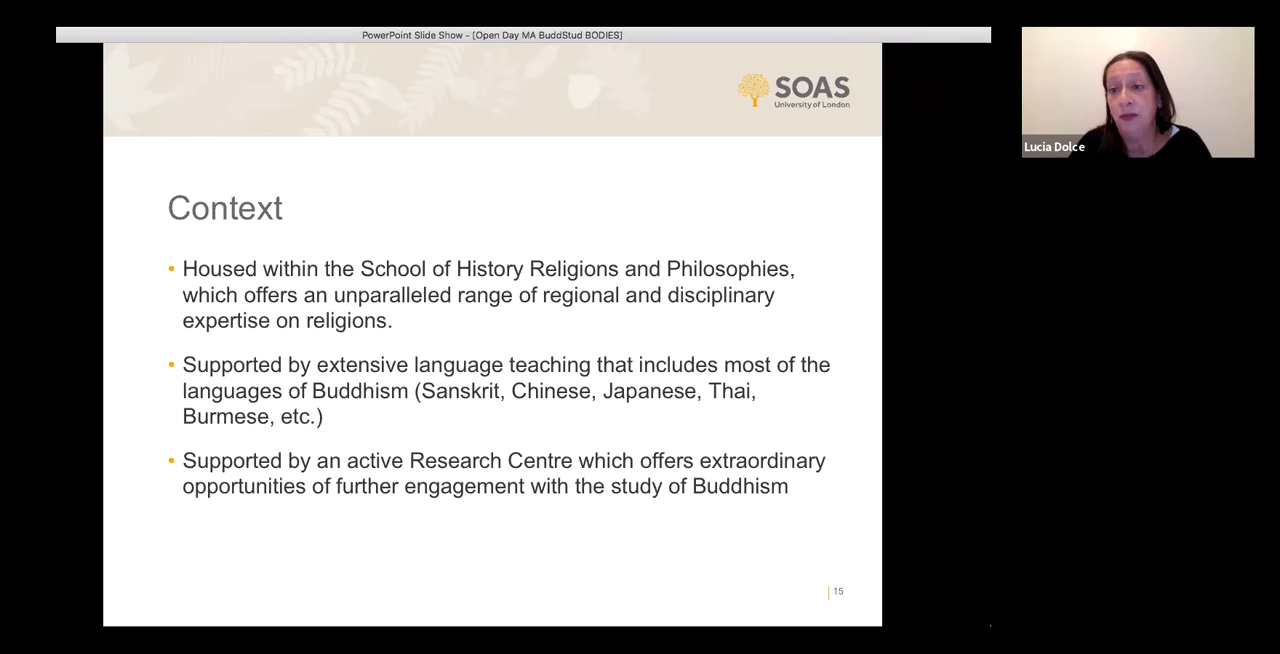 PowerPoint Slide Show - [Open Day MA BuddStud BODIES]
SOAS
University of London
Lucia Dolce
Context
• Housed within the School of History Religions and Philosophies,
which offers an unparalleled range of regional and disciplinary
expertise on religions.
• Supported by extensive language teaching that includes most of the
languages of Buddhism (Sanskrit, Chinese, Japanese, Thai,
Burmese, etc.)
• Supported by an active Research Centre which offers extraordinary
opportunities of further engagement with the study of Buddhism
15